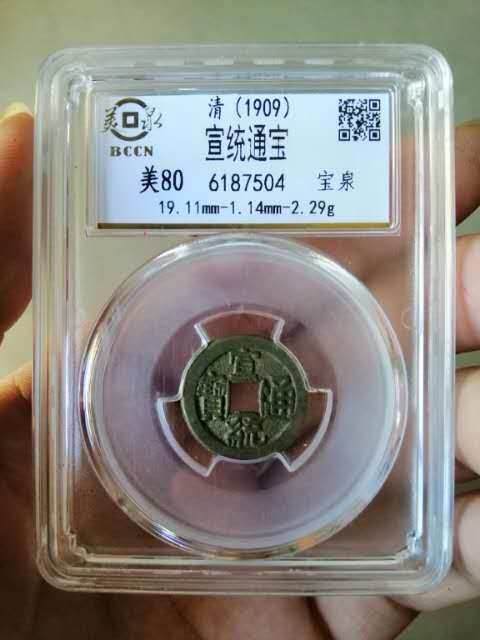 美泉
BCCN
清（1909）
宣统通宝
美80 6187504 宝泉
19.11mm-1.14mm-2.29g
宣統通寶